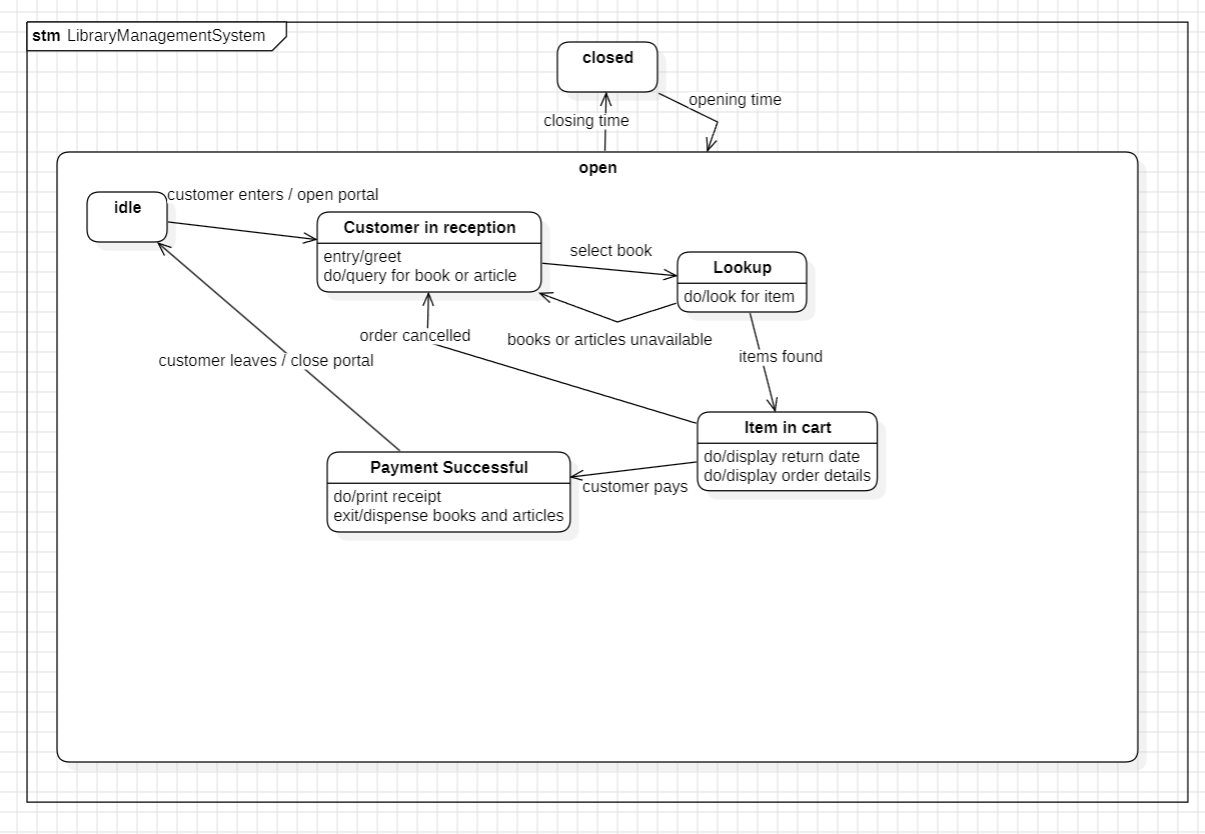 stm LibraryManagementSystem
closed
opening time
closing time
open
idle
customer enters / open portal
Customer in reception
entry/greet
do/query for book or article
select book
Lookup
do/look for item
order cancelled
books or articles unavailable
items found
customer leaves / close portal
Item in cart
do/display return date
do/display order details
customer pays
Payment Successful
do/print receipt
exit/dispense books and articles